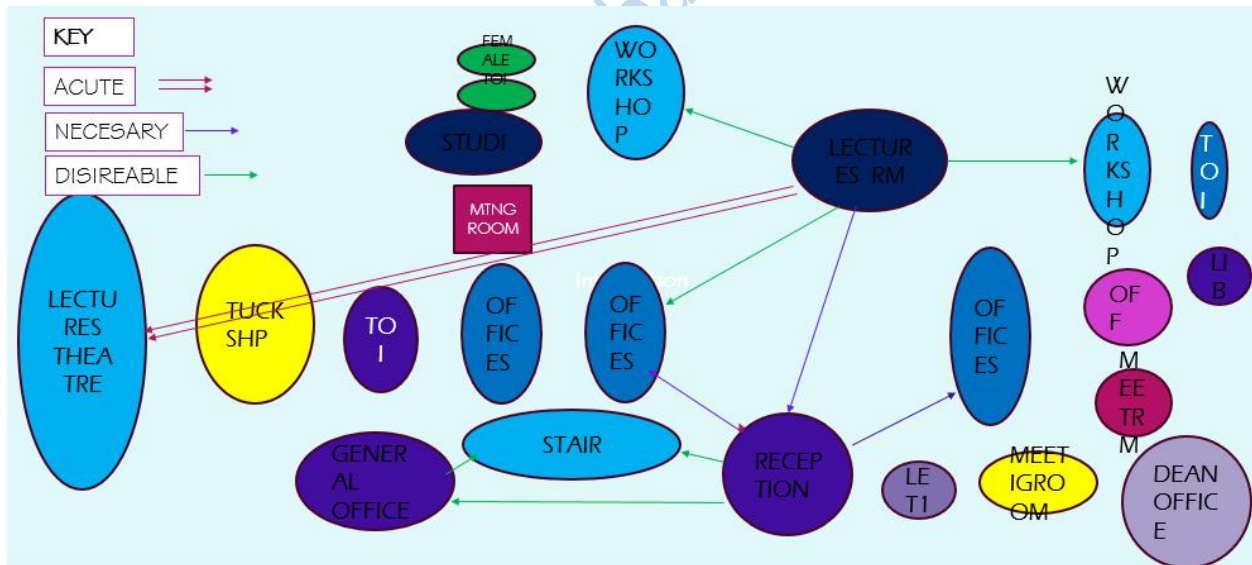 KEY
ACUTE
NECESARY
DISIREABLE
FEM
ALE
TOI
STUDI
MTNG
ROOM
WO
RKS
HO
P
LECTUR
ES RM
W
O
R
KS
H
O
P
T
O
I
LI
B
OF
F
M
EE
TR
M
LECTU
RES
THEA
TRE
TUCK
SHP
TO
I
OF
FIC
ES
OF
FIC
ES
OF
FIC
ES
STAIR
GENER
AL
OFFICE
RECEP
TION
LE
T1
MEET
IGRO
OM
DEAN
OFFIC
E